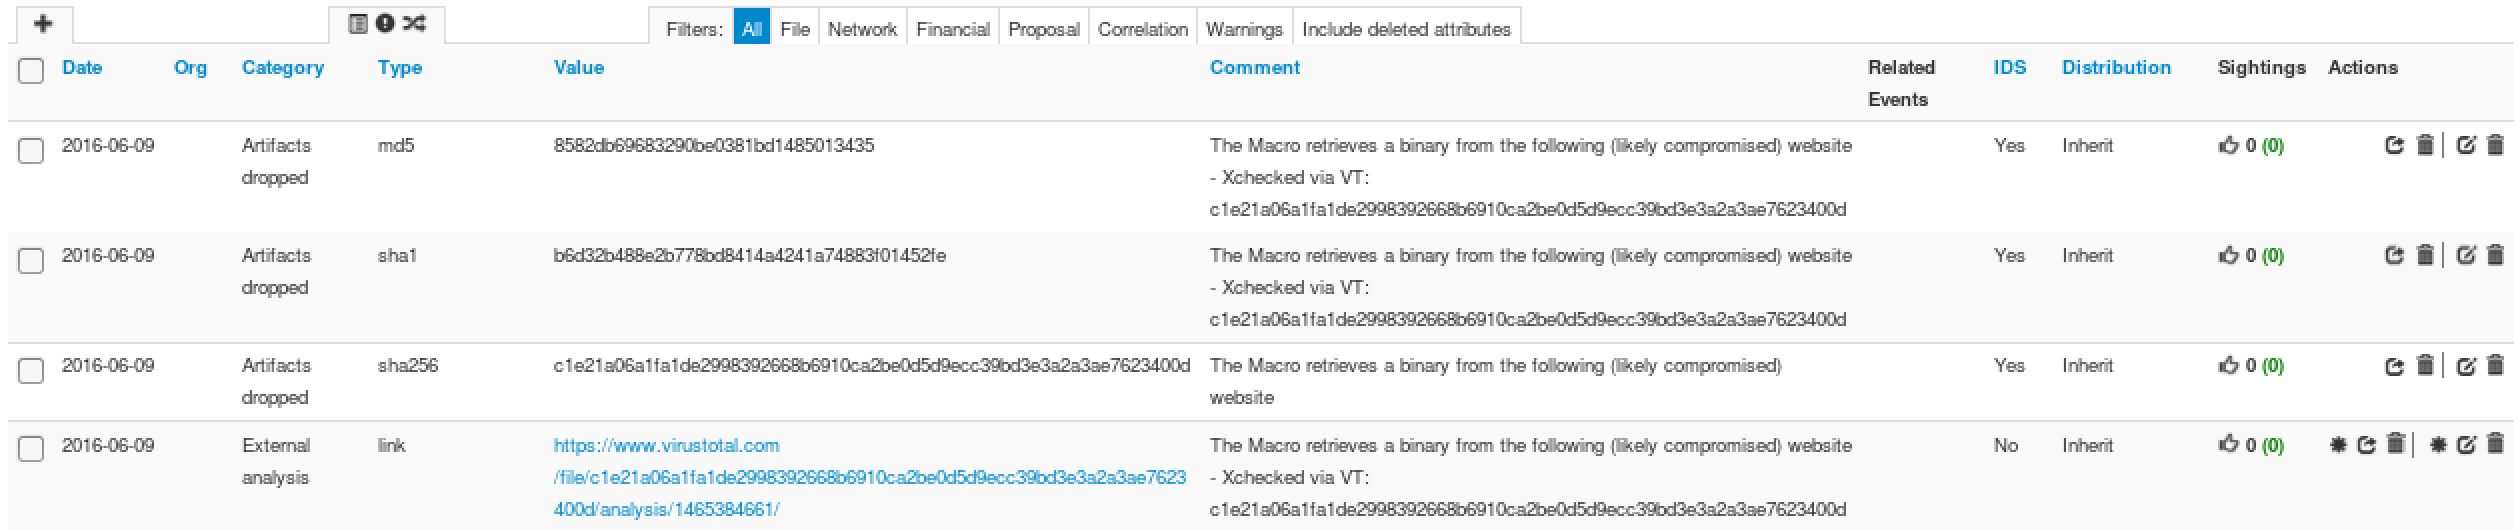 Filters: All File Network Financial Proposal Correlation Warnings Include deleted attributes
Date Org Category Type Value Comment Related Events IDS Distribution Sightings Actions
2016-06-09 Artifacts dropped md5 8582db69683290be0381bd1485013435 The Macro retrieves a binary from the following (likely compromised) website Yes Inherit 0 (0)
- Xchecked via VT:
c1e21a06a1fa1de2998392668b6910ca2be0d5d9ecc39bd3e3a2a3ae7623400d
2016-06-09 Artifacts dropped sha1 b6d32b488e2b778bd8414a4241a74883f01452fe The Macro retrieves a binary from the following (likely compromised) website Yes Inherit 0 (0)
- Xchecked via VT:
c1e21a06a1fa1de2998392668b6910ca2be0d5d9ecc39bd3e3a2a3ae7623400d
2016-06-09 Artifacts dropped sha256 c1e21a06a1fa1de2998392668b6910ca2be0d5d9ecc39bd3e3a2a3ae7623400d The Macro retrieves a binary from the following (likely compromised) Yes Inherit 0 (0)
website
2016-06-09 External analysis link https://www.virustotal.com The Macro retrieves a binary from the following (likely compromised) website No Inherit 0 (0)
/file/c1e21a06a1fa1de2998392668b6910ca2be0d5d9ecc39bd3e3a2a3ae7623 - Xchecked via VT:
400d/analysis/1465384661/ c1e21a06a1fa1de2998392668b6910ca2be0d5d9ecc39bd3e3a2a3ae7623400d